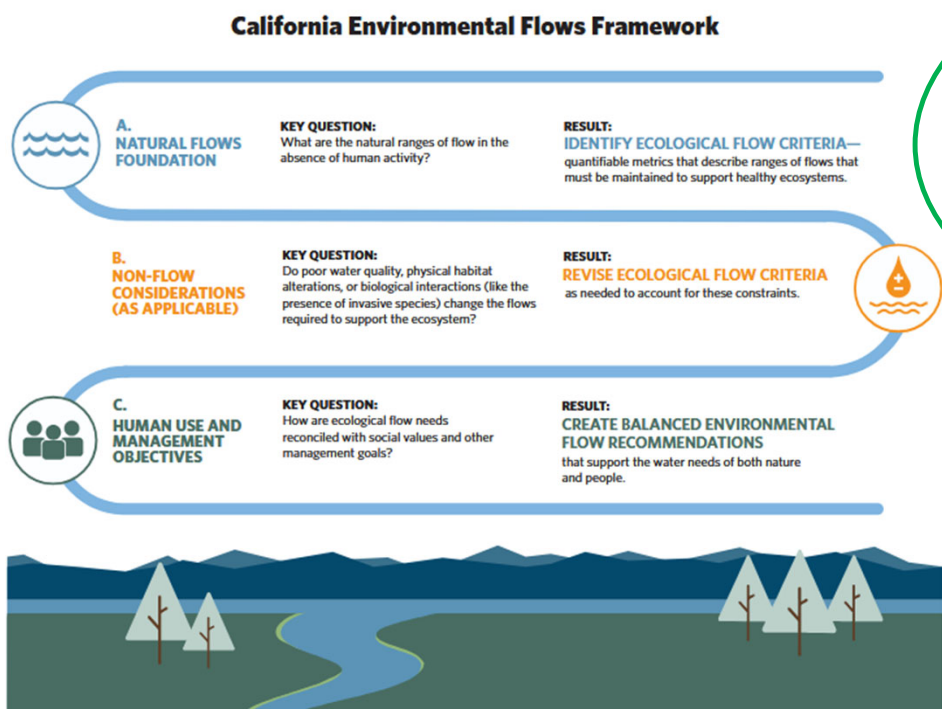 California Environmental Flows Framework
A.
NATURAL FLOWS
FOUNDATION
KEY QUESTION:
What are the natural ranges of flow in the
absence of human activity?
RESULT:
IDENTIFY ECOLOGICAL FLOW CRITERIA—
quantifiable metrics that describe ranges of flows that
must be maintained to support healthy ecosystems.
B.
NON-FLOW
CONSIDERATIONS
(AS APPLICABLE)
KEY QUESTION:
Do poor water quality, physical habitat
alterations, or biological interactions (like the
presence of invasive species) change the flows
required to support the ecosystem?
RESULT:
REVISE ECOLOGICAL FLOW CRITERIA
as needed to account for these constraints.
C.
HUMAN USE AND
MANAGEMENT
OBJECTIVES
KEY QUESTION:
How are ecological flow needs
reconciled with social values and other
management goals?
RESULT:
CREATE BALANCED ENVIRONMENTAL
FLOW RECOMMENDATIONS
that support the water needs of both nature
and people.